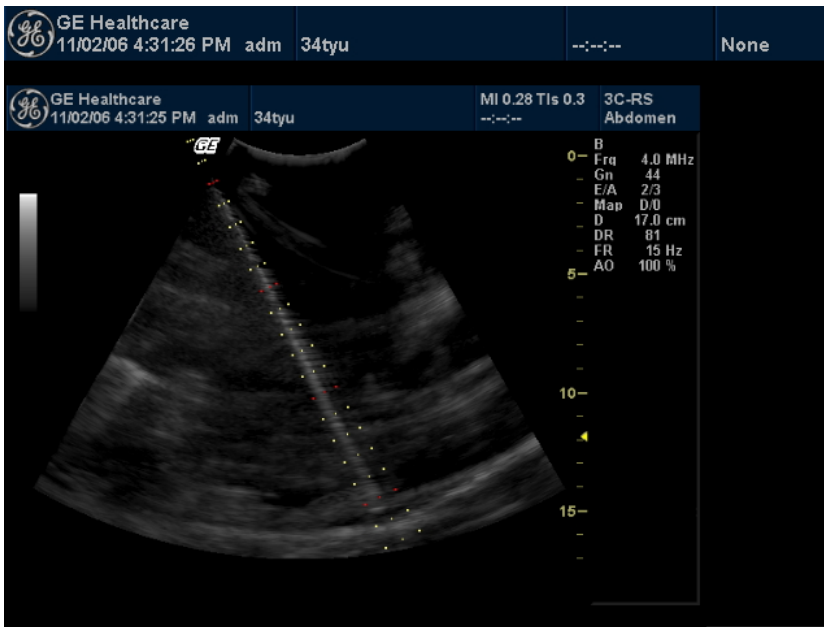 GE Healthcare
11/02/06 4:31:26 PM adm 34tyu --:--:-- None
GE Healthcare
11/02/06 4:31:25 PM adm 34tyu
MI 0.28 TIs 0.3
--:--:--
3C-RS
Abdomen
GE
0
5
10
15
B
Frq 4.0 MHz
Gn 44
E/A 2/3
Map D/0
D 17.0 cm
DR 81
FR 15 Hz
AO 100 %